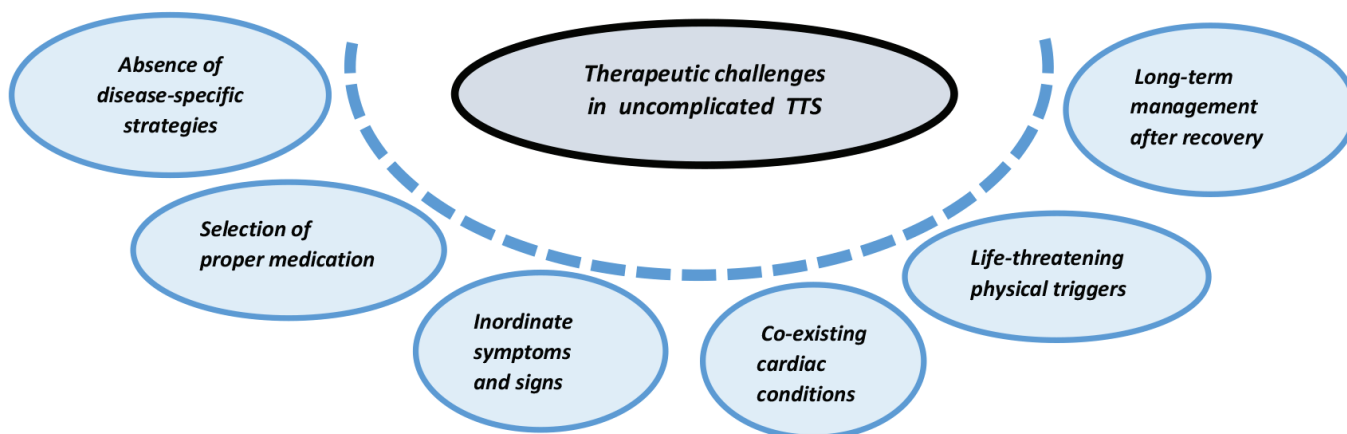 Therapeutic challenges
in uncomplicated TTS
Absence of
disease-specific
strategies
Selection of
proper medication
Inordinate
symptoms
and signs
Co-existing
cardiac
conditions
Life-threatening
physical triggers
Long-term
management
after recovery